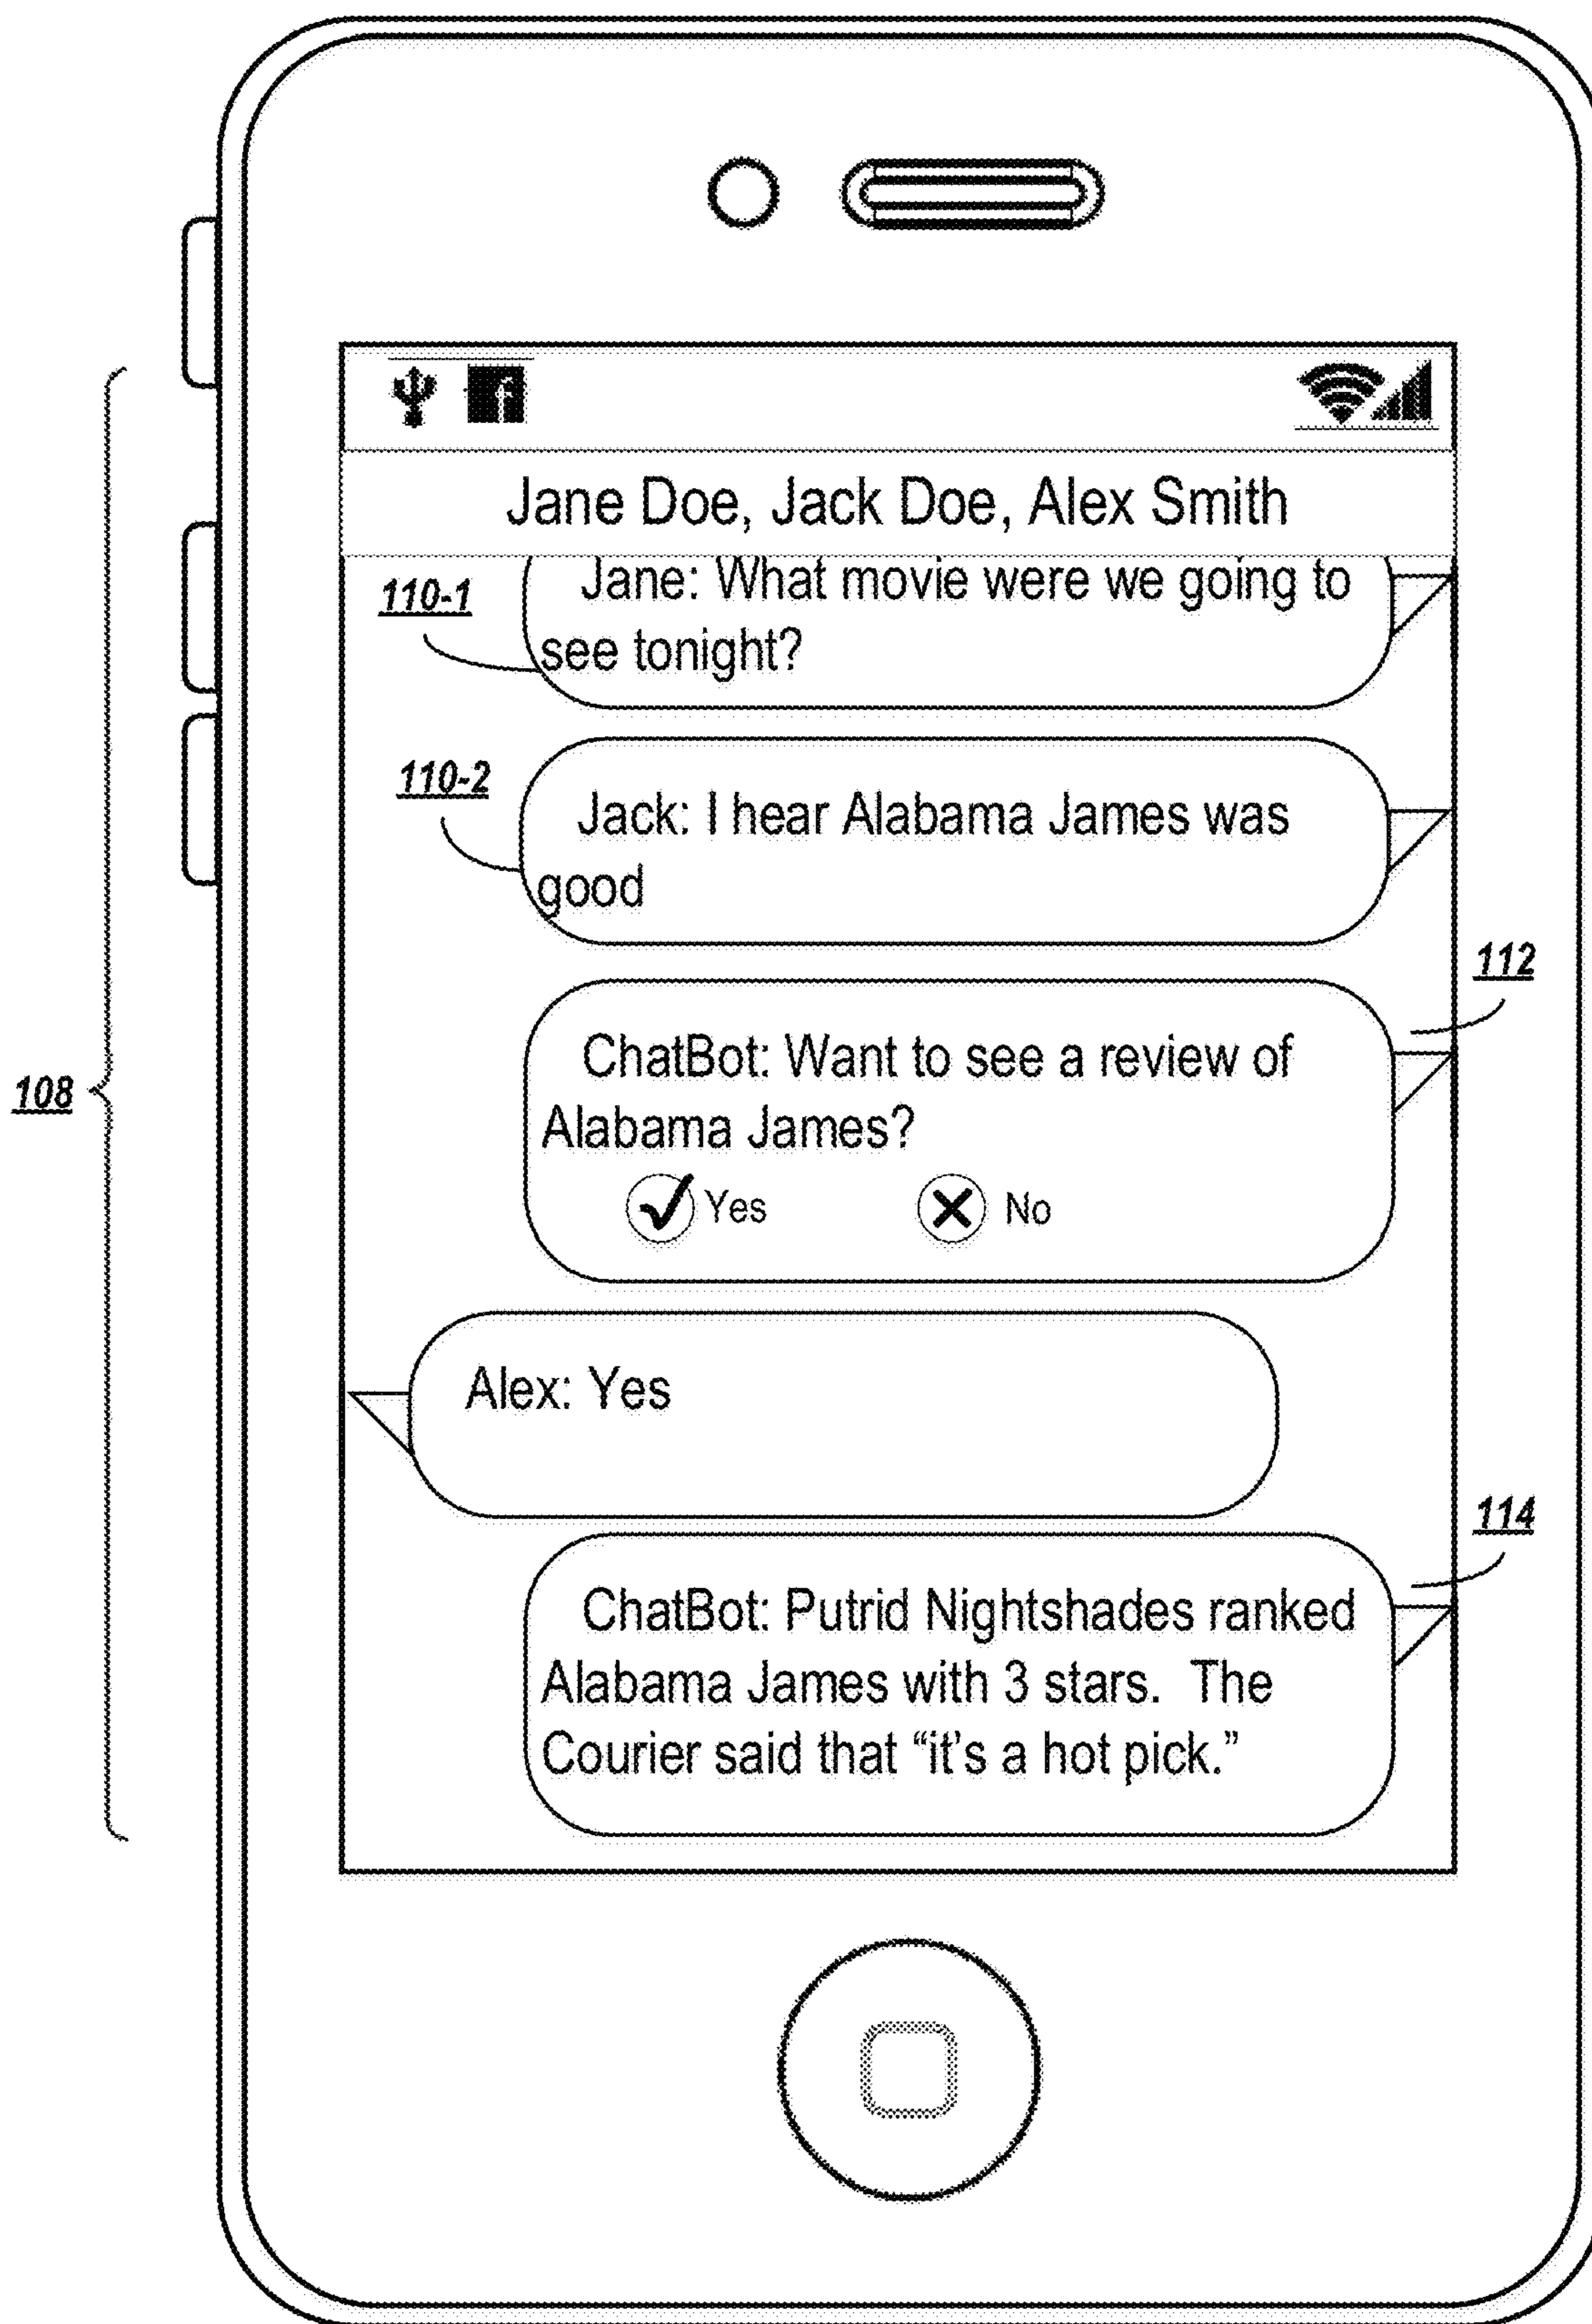 Jane Doe, Jack Doe, Alex Smith
110-1
Jane: What movie were we going to
see tonight?
110-2
Jack: I hear Alabama James was
good
112
ChatBot: Want to see a review of
Alabama James?
Yes No
108
Alex: Yes
114
ChatBot: Putrid Nightshades ranked
Alabama James with 3 stars. The
Courier said that “it’s a hot pick.”